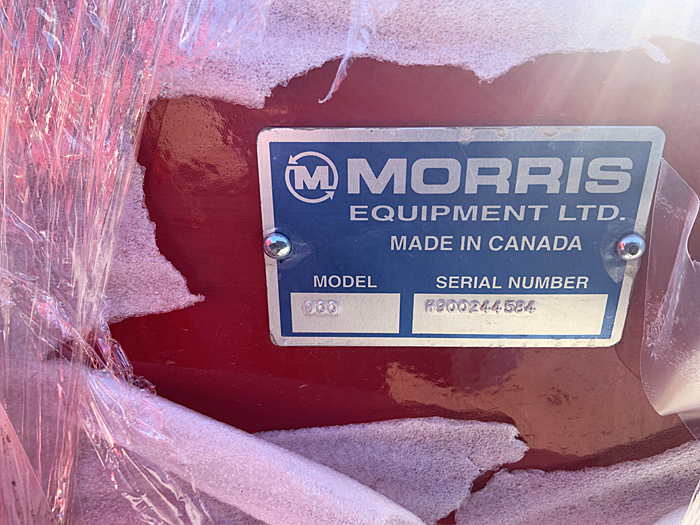 M MORRIS
EQUIPMENT LTD.
MADE IN CANADA
MODEL SERIAL NUMBER